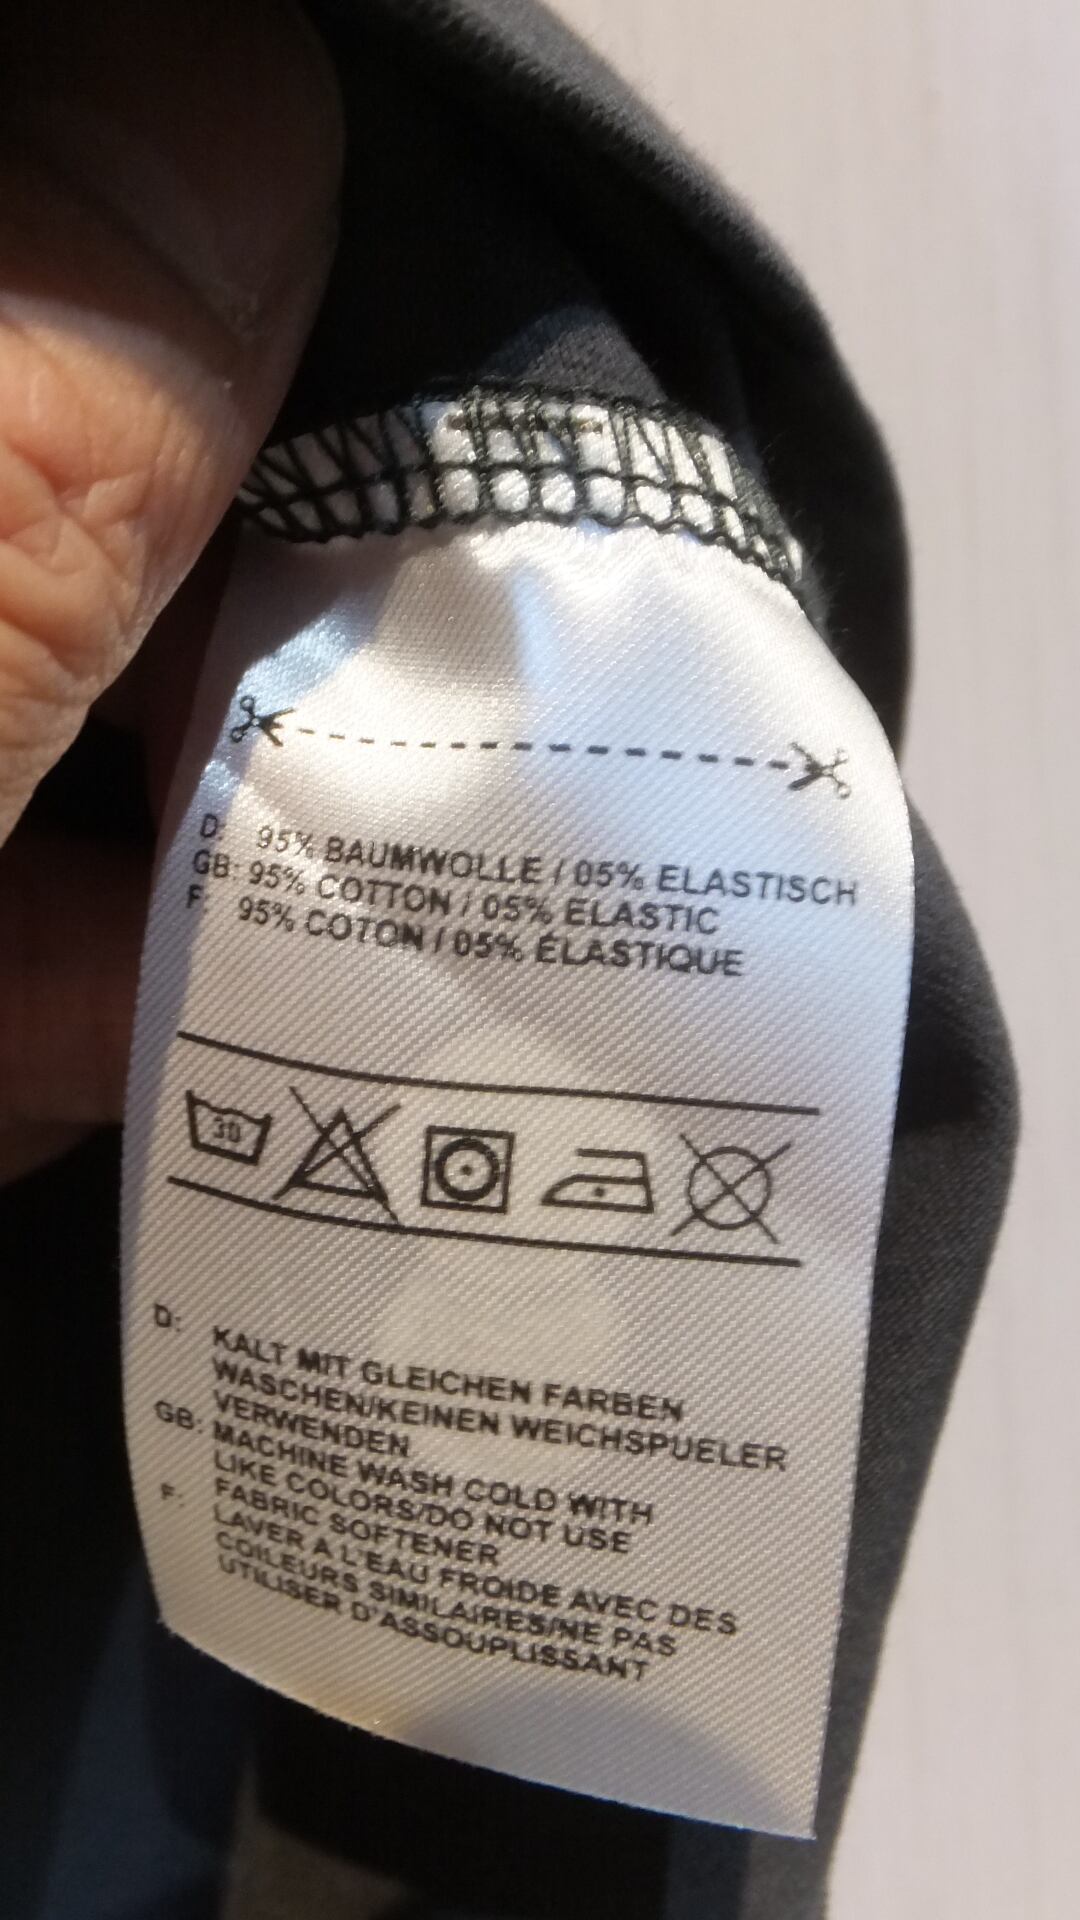 D: 95% BAUMWOLLE / 05% ELASTISCH
GB: 95% COTTON / 05% ELASTIC
F: 95% COTON / 05% ÉLASTIQUE
30
D: KALT MIT GLEICHEN FARBEN
WASCHEN/KEINEN WEICHSPUELER
VERWENDEN
GB: MACHINE WASH COLD WITH
LIKE COLORS/DO NOT USE
FABRIC SOFTENER
F: LAVER A L'EAU FROIDE AVEC DES
COILEURS SIMILAIRES/NE PAS
UTILISER D'ASSOUPLISSANT